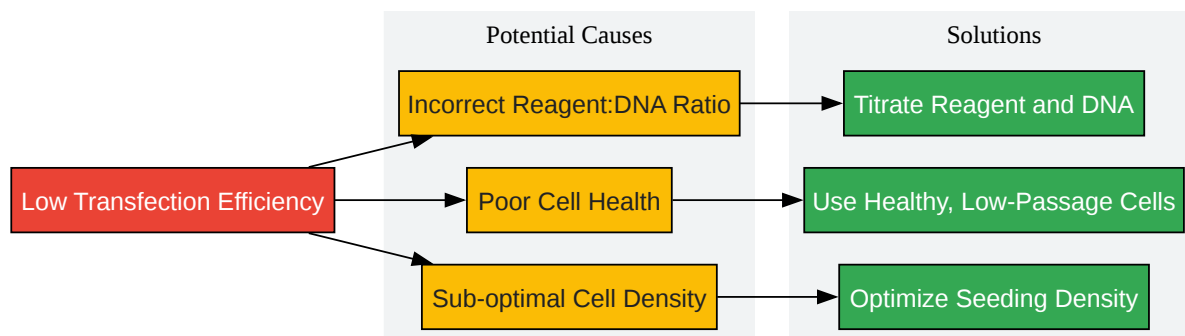 Potential Causes
Solutions
Incorrect Reagent:DNA Ratio
Titrate Reagent and DNA
Low Transfection Efficiency
Poor Cell Health
Use Healthy, Low-Passage Cells
Sub-optimal Cell Density
Optimize Seeding Density